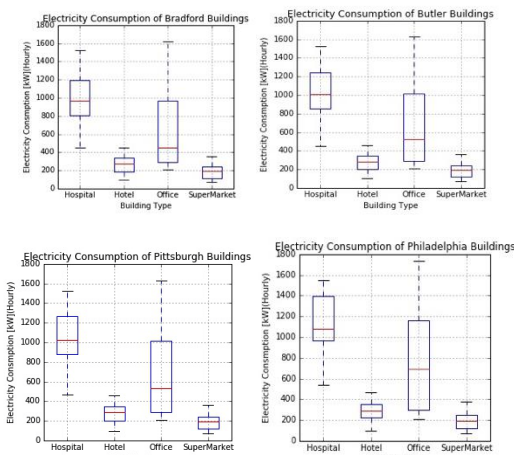 Electricity Consumption of Bradford Buildings
1800
1600
1400
1200
1000
800
600
400
200
0
Electricity Consmption [kW](Hourly)
Hospital Hotel Office SuperMarket
Building Type
Electricity Consumption of Butler Buildings
1800
1600
1400
1200
1000
800
600
400
200
0
Electricity Consmption [kW](Hourly)
Hospital Hotel Office SuperMarket
Building Type
Electricity Consumption of Pittsburgh Buildings
1800
1600
1400
1200
1000
800
600
400
200
0
Electricity Consmption [kW](Hourly)
Hospital Hotel Office SuperMarket
Electricity Consumption of Philadelphia Buildings
1800
1600
1400
1200
1000
800
600
400
200
0
Electricity Consmption [kW](Hourly)
Hospital Hotel Office SuperMarket